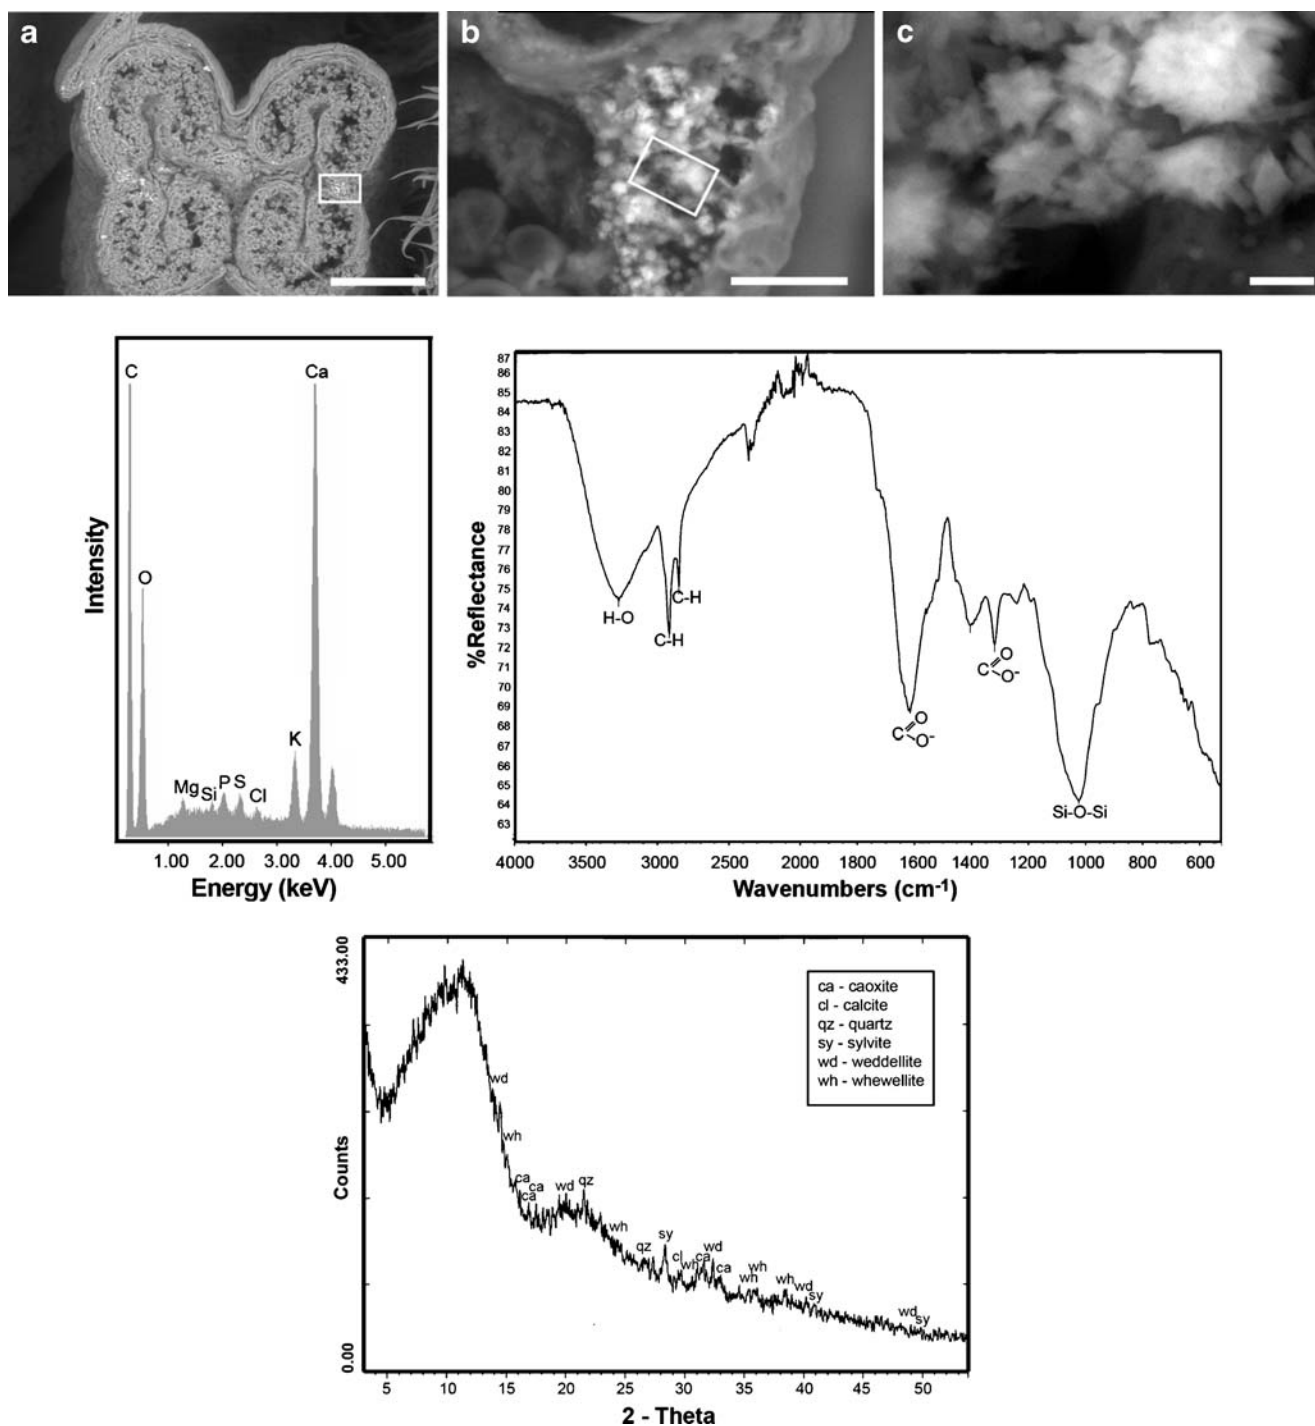 a
b
c
C
Ca
O
K
Mg
Si
P
S
Cl
Intensity
1.00 2.00 3.00 4.00 5.00
Energy (keV)
87
86
85
84
83
82
81
80
79
78
77
76
75
74
73
72
71
70
69
68
67
66
65
64
63
%Reflectance
H-O
C-H
C-H
C O O-
C O O-
Si-O-Si
4000 3500 3000 2500 2000 1600 1400 1200 1000 800 600
Wavenumbers (cm-1)
433.00
Counts
0.00
ca - caoxite
cl - calcite
qz - quartz
sy - sylvite
wd - weddellite
wh - whewellite
wd
wh
ca
ca
ca
wd
qz
wh
qz
sy
cl
wh
ca
wd
ca
wh
wh
wh
wd
sy
wd
sy
5 10 15 20 25 30 35 40 45 50
2 - Theta